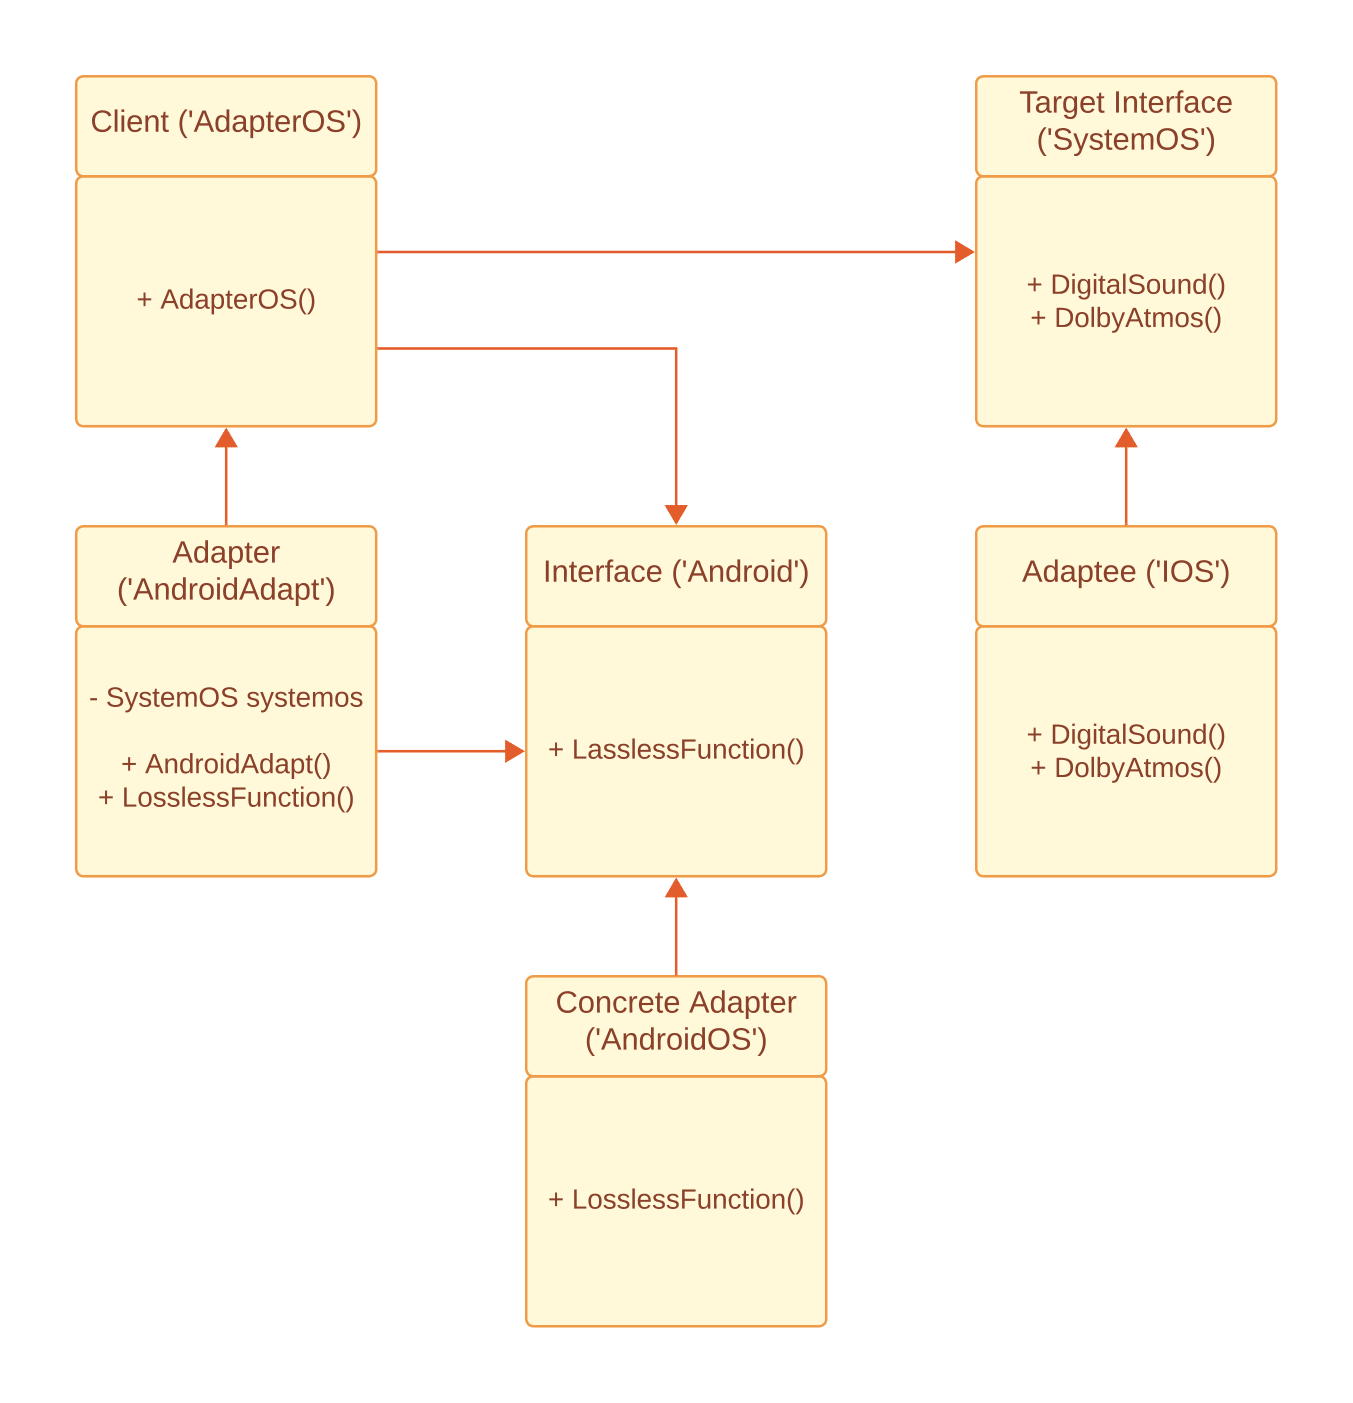 Client ('AdapterOS')
+ AdapterOS()
Target Interface
('SystemOS')
+ DigitalSound()
+ DolbyAtmos()
Adapter
('AndroidAdapt')
- SystemOS systemos
+ AndroidAdapt()
+ LosslessFunction()
Interface ('Android')
+ LasslessFunction()
Adaptee ('IOS')
+ DigitalSound()
+ DolbyAtmos()
Concrete Adapter
('AndroidOS')
+ LosslessFunction()